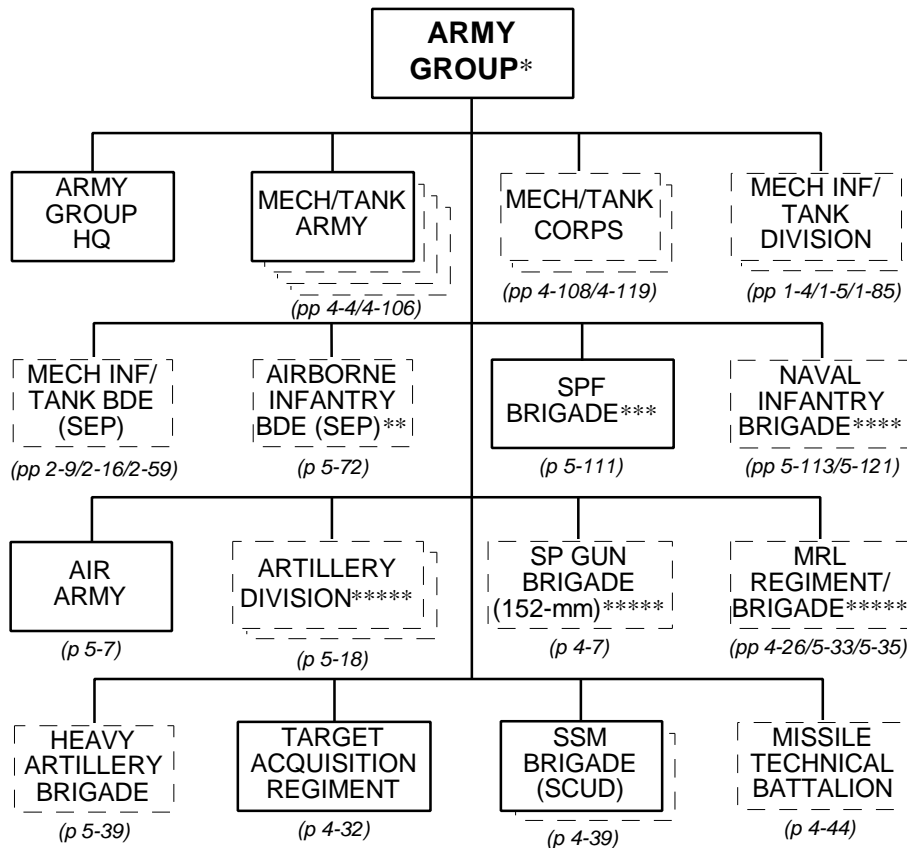 ARMY
GROUP*
ARMY
GROUP
HQ
MECH/TANK
ARMY
(pp 4-4/4-106)
MECH/TANK
CORPS
(pp 4-108/4-119)
MECH INF/
TANK
DIVISION
(pp 1-4/1-5/1-85)
MECH INF/
TANK BDE
(SEP)
(pp 2-9/2-16/2-59)
AIRBORNE
INFANTRY
BDE (SEP)**
(p 5-72)
SPF
BRIGADE***
(p 5-111)
NAVAL
INFANTRY
BRIGADE****
(pp 5-113/5-121)
AIR
ARMY
(p 5-7)
ARTILLERY
DIVISION*****
(p 5-18)
SP GUN
BRIGADE
(152-mm)*****
(p 4-7)
MRL
REGIMENT/
BRIGADE*****
(pp 4-26/5-33/5-35)
HEAVY
ARTILLERY
BRIGADE
(p 5-39)
TARGET
ACQUISITION
REGIMENT
(p 4-32)
SSM
BRIGADE
(SCUD)
(p 4-39)
MISSILE
TECHNICAL
BATTALION
(p 4-44)